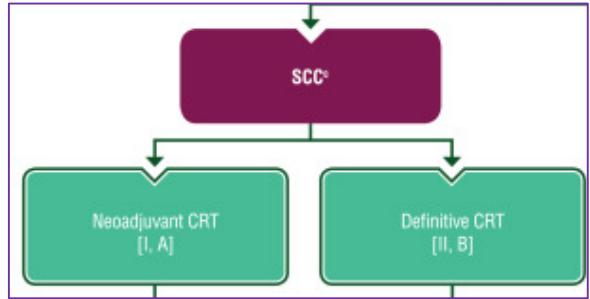 SCCᶜ
Neoadjuvant CRT
[I, A]
Definitive CRT
[II, B]